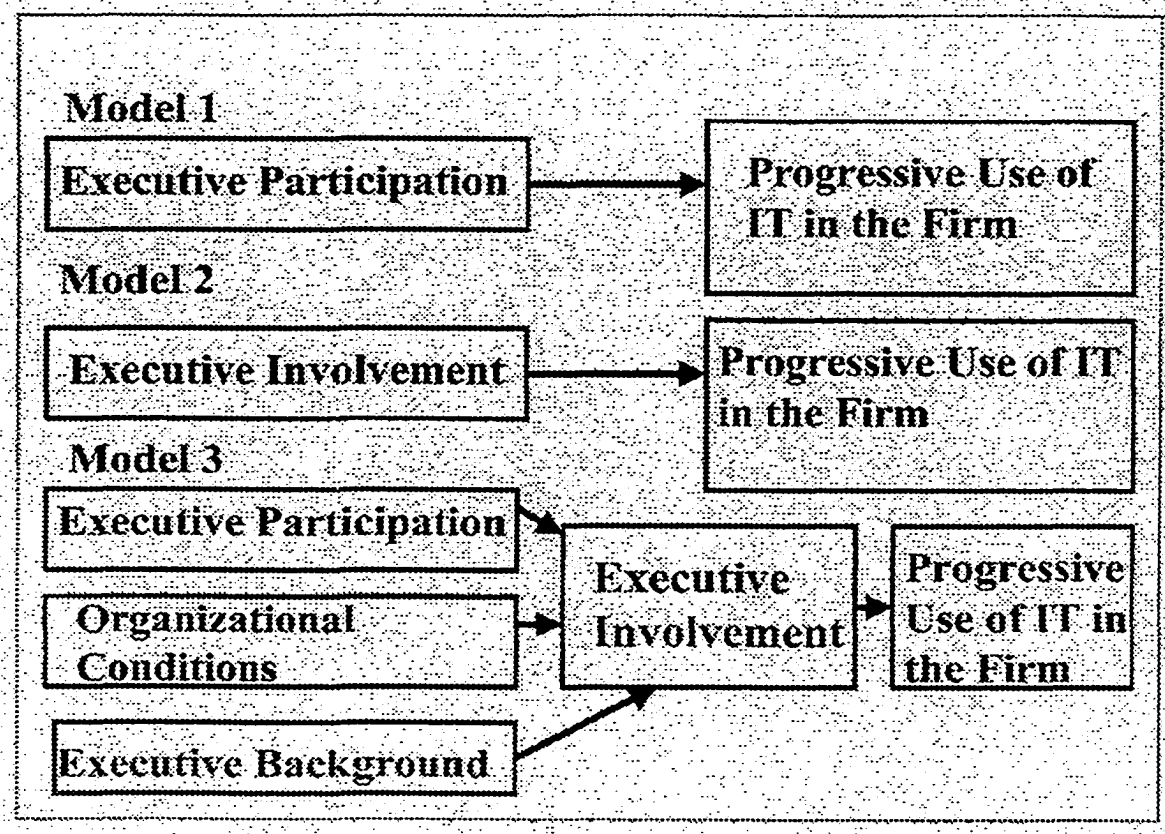 Model 1
Executive Participation
Progressive Use of
IT in the Firm
Model 2
Executive Involvement
Progressive Use of IT
in the Firm
Model 3
Executive Participation
Organizational
Conditions
Executive Background
Executive
Involvement
Progressive
Use of IT in
the Firm